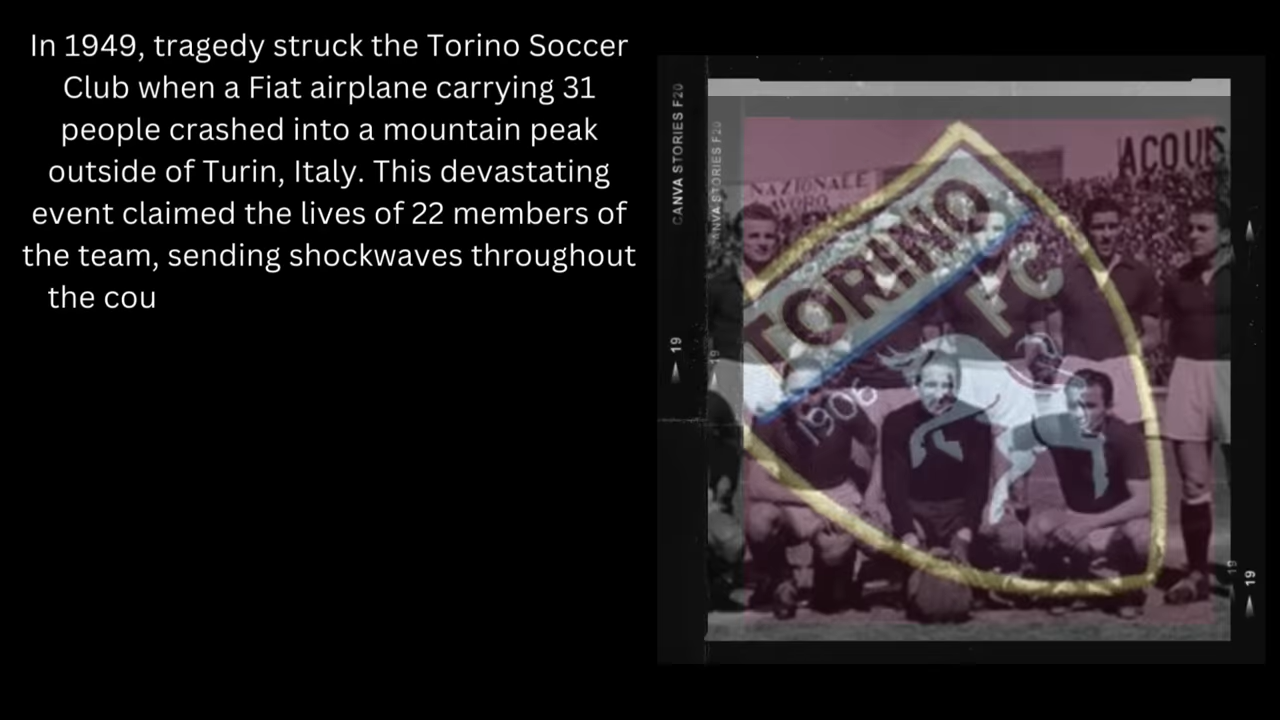 In 1949, tragedy struck the Torino Soccer
Club when a Fiat airplane carrying 31
people crashed into a mountain peak
outside of Turin, Italy. This devastating
event claimed the lives of 22 members of
the team, sending shockwaves throughout
the cou
CANVA STORIES F20
ANVA STORIES F20
NAZIONALE
ACQUIS
TORINO
FC
1906
19
19
19
19